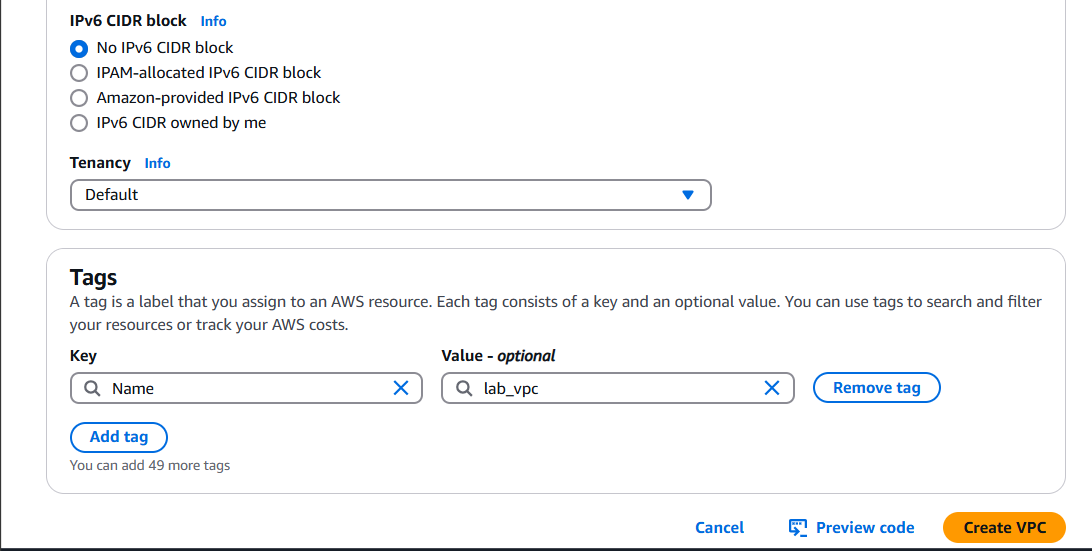 IPv6 CIDR block Info
No IPv6 CIDR block
IPAM-allocated IPv6 CIDR block
Amazon-provided IPv6 CIDR block
IPv6 CIDR owned by me
Tenancy Info
Default
Tags
A tag is a label that you assign to an AWS resource. Each tag consists of a key and an optional value. You can use tags to search and filter
your resources or track your AWS costs.
Key Value - optional
Name lab_vpc Remove tag
Add tag
You can add 49 more tags
Cancel Preview code Create VPC